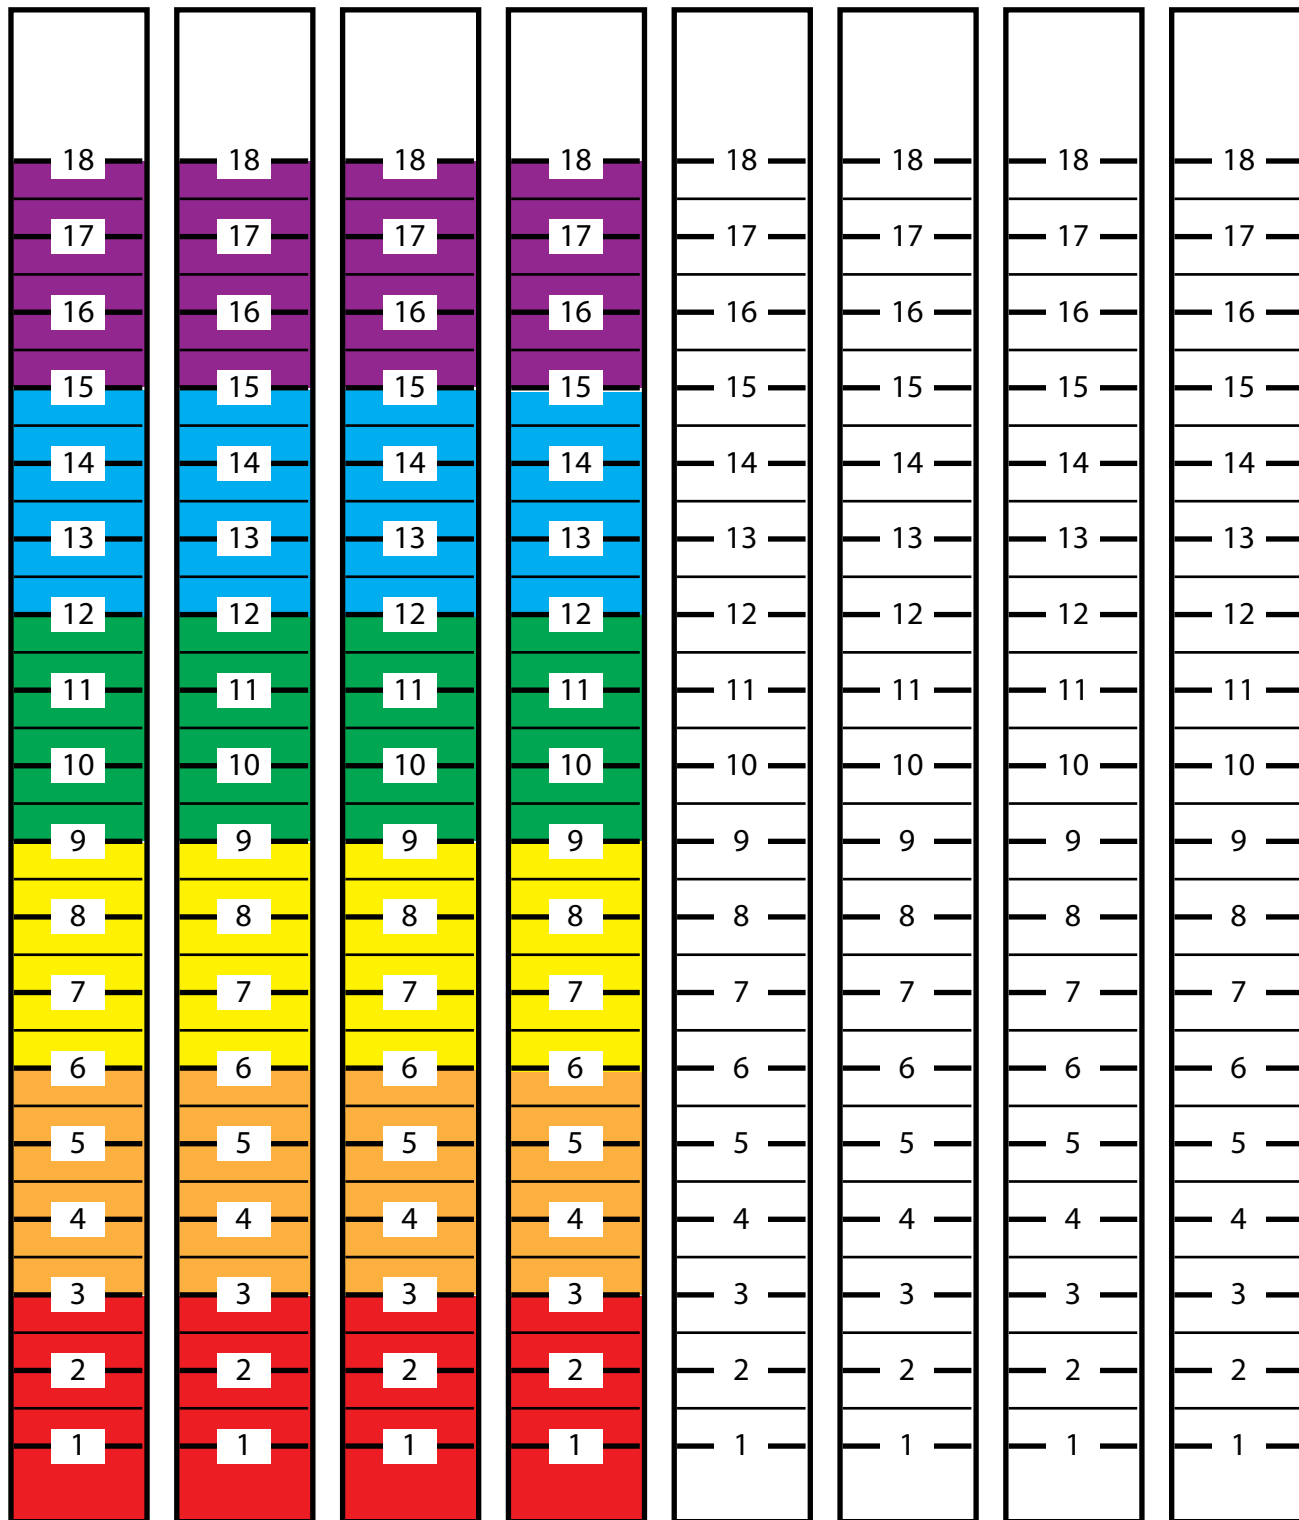 18 18 18 18 18 18 18 18
17 17 17 17 17 17 17 17
16 16 16 16 16 16 16 16
15 15 15 15 15 15 15 15
14 14 14 14 14 14 14 14
13 13 13 13 13 13 13 13
12 12 12 12 12 12 12 12
11 11 11 11 11 11 11 11
10 10 10 10 10 10 10 10
9 9 9 9 9 9 9 9
8 8 8 8 8 8 8 8
7 7 7 7 7 7 7 7
6 6 6 6 6 6 6 6
5 5 5 5 5 5 5 5
4 4 4 4 4 4 4 4
3 3 3 3 3 3 3 3
2 2 2 2 2 2 2 2
1 1 1 1 1 1 1 1